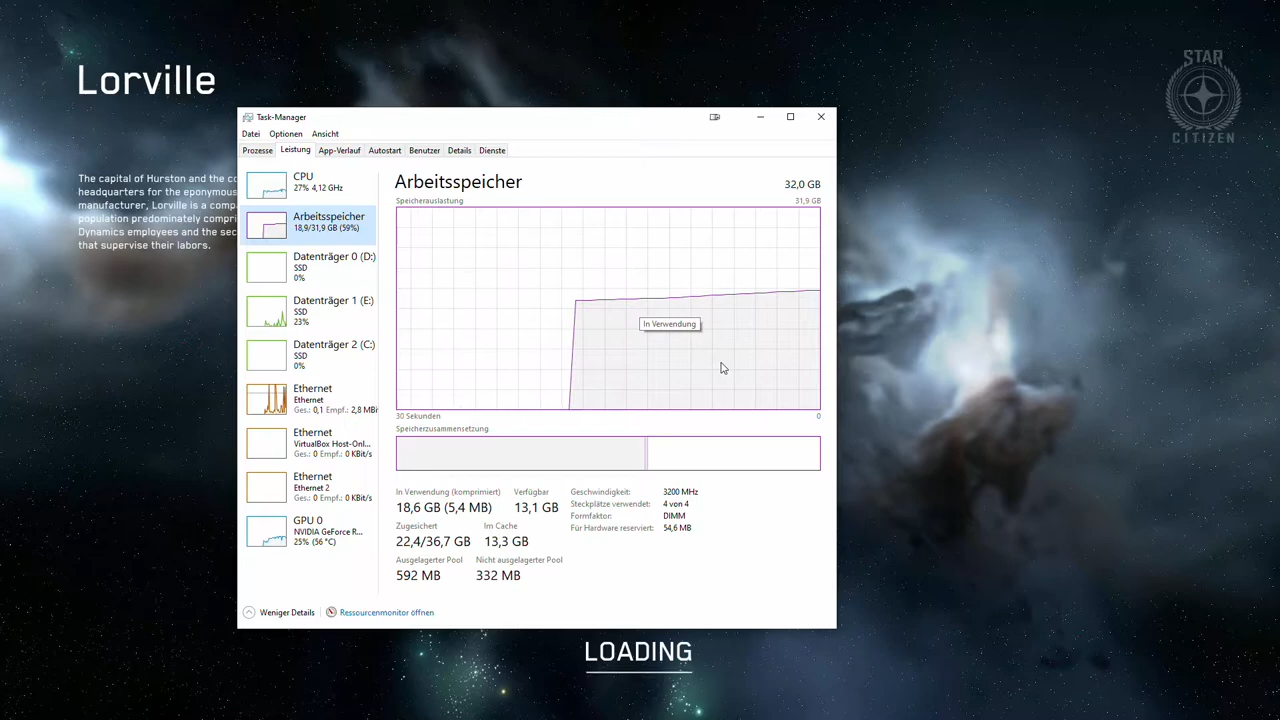 Lorville
STAR
CITIZEN
The capital of Hurston and the co
headquarters for the eponymous
manufacturer, Lorville is a compa
population predominately compri
Dynamics employees and the sec
that supervise their labors.
Task-Manager
Datei Optionen Ansicht
Prozesse Leistung App-Verlauf Autostart Benutzer Details Dienste
CPU
27% 4,12 GHz
Arbeitsspeicher
18,9/31,9 GB (59%)
Datenträger 0 (D:)
SSD
0%
Datenträger 1 (E:)
SSD
23%
Datenträger 2 (C:)
SSD
0%
Ethernet
Ethernet
Ges.: 0,1 Empf.: 2,8 MBi
Ethernet
VirtualBox Host-Onl...
Ges.: 0 Empf.: 0 KBit/s
Ethernet
Ethernet 2
Ges.: 0 Empf.: 0 KBit/s
GPU 0
NVIDIA GeForce R...
25% (56 °C)
Arbeitsspeicher 32,0 GB
Speicherauslastung 31,9 GB
In Verwendung
30 Sekunden 0
Speicherzusammensetzung
In Verwendung (komprimiert) Verfügbar
18,6 GB (5,4 MB) 13,1 GB
Zugesichert Im Cache
22,4/36,7 GB 13,3 GB
Ausgelagerter Pool Nicht ausgelagerter Pool
592 MB 332 MB
Geschwindigkeit: 3200 MHz
Steckplätze verwendet: 4 von 4
Formfaktor: DIMM
Für Hardware reserviert: 54,6 MB
Weniger Details Ressourcenmonitor öffnen
LOADING